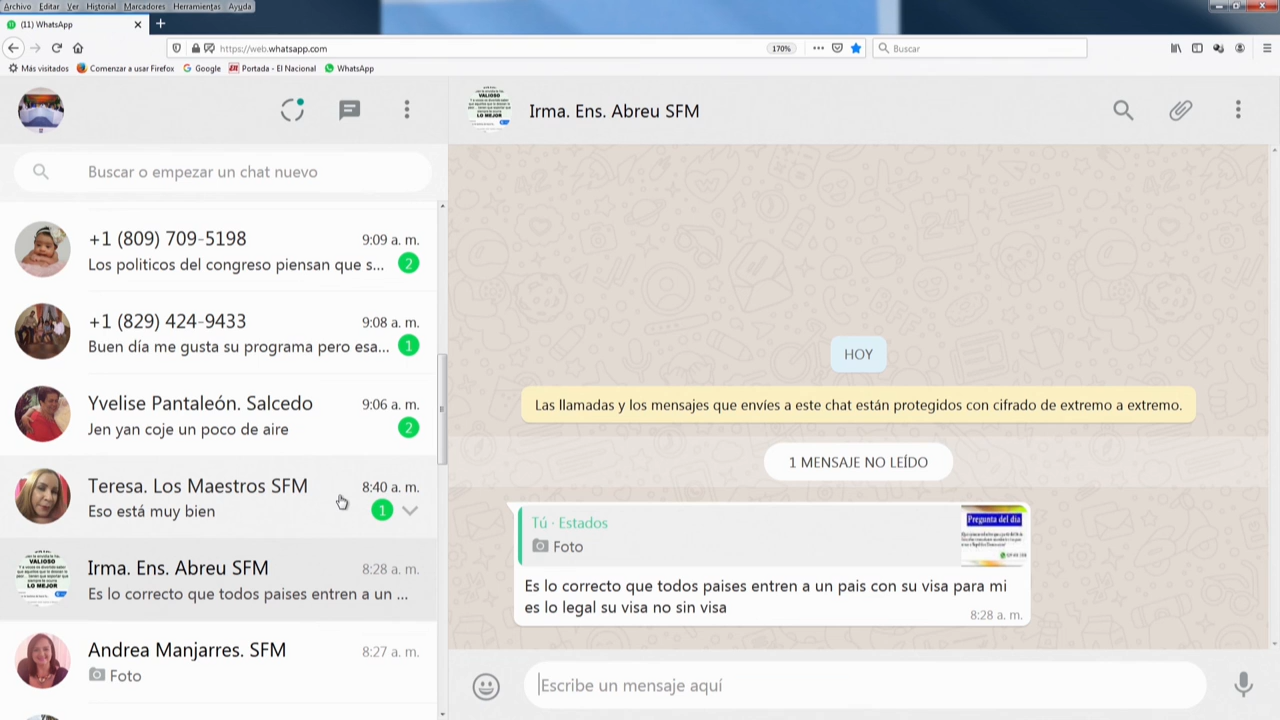 Archivo Editar Ver Historial Marcadores Herramientas Ayuda
(11) WhatsApp
https://web.whatsapp.com
170%
Buscar
Más visitados
Comenzar a usar Firefox
Google
Portada - El Nacional
WhatsApp
Buscar o empezar un chat nuevo
+1 (809) 709-5198
9:09 a. m.
Los politicos del congreso piensan que s...
2
+1 (829) 424-9433
9:08 a. m.
Buen día me gusta su programa pero esa...
1
Yvelise Pantaleón. Salcedo
9:06 a. m.
Jen yan coje un poco de aire
2
Teresa. Los Maestros SFM
8:40 a. m.
Eso está muy bien
1
Irma. Ens. Abreu SFM
8:28 a. m.
Es lo correcto que todos paises entren a un ...
Andrea Manjarres. SFM
8:27 a. m.
Foto
VALIOSO
LO MEJOR
Irma. Ens. Abreu SFM
HOY
Las llamadas y los mensajes que envíes a este chat están protegidos con cifrado de extremo a extremo.
1 MENSAJE NO LEÍDO
Tú · Estados
Foto
Pregunta del día
Es lo correcto que todos paises entren a un pais con su visa para mi
es lo legal su visa no sin visa
8:28 a. m.
Escribe un mensaje aquí